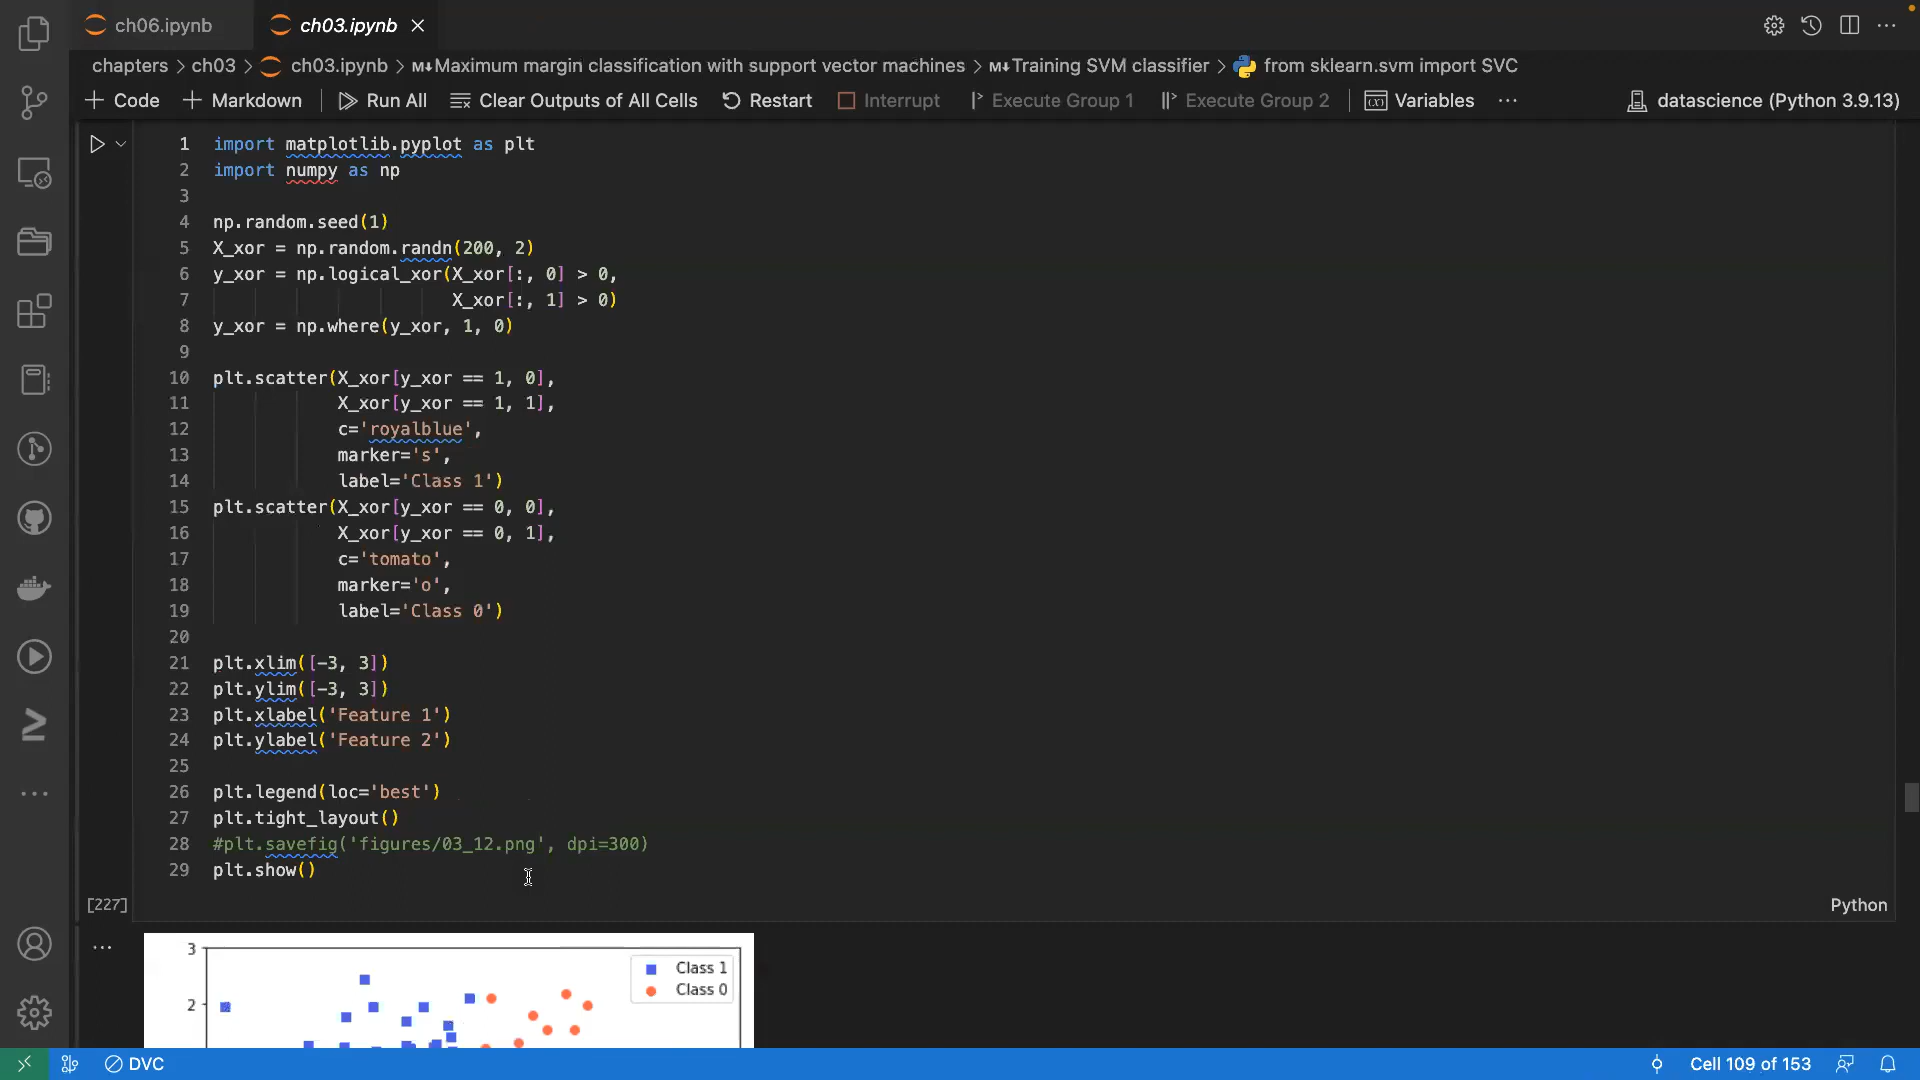 ch06.ipynb
ch03.ipynb
chapters > ch03 > ch03.ipynb > M↓Maximum margin classification with support vector machines > M↓Training SVM classifier > from sklearn.svm import SVC
Code Markdown Run All Clear Outputs of All Cells Restart Interrupt Execute Group 1 Execute Group 2 Variables ··· datascience (Python 3.9.13)
1 import matplotlib.pyplot as plt
2 import numpy as np
3
4 np.random.seed(1)
5 X_xor = np.random.randn(200, 2)
6 y_xor = np.logical_xor(X_xor[:, 0] > 0,
7 X_xor[:, 1] > 0)
8 y_xor = np.where(y_xor, 1, 0)
9
10 plt.scatter(X_xor[y_xor == 1, 0],
11 X_xor[y_xor == 1, 1],
12 c='royalblue',
13 marker='s',
14 label='Class 1')
15 plt.scatter(X_xor[y_xor == 0, 0],
16 X_xor[y_xor == 0, 1],
17 c='tomato',
18 marker='o',
19 label='Class 0')
20
21 plt.xlim([-3, 3])
22 plt.ylim([-3, 3])
23 plt.xlabel('Feature 1')
24 plt.ylabel('Feature 2')
25
26 plt.legend(loc='best')
27 plt.tight_layout()
28 #plt.savefig('figures/03_12.png', dpi=300)
29 plt.show()
[227] Python
3
Class 1
Class 0
2
DVC Cell 109 of 153